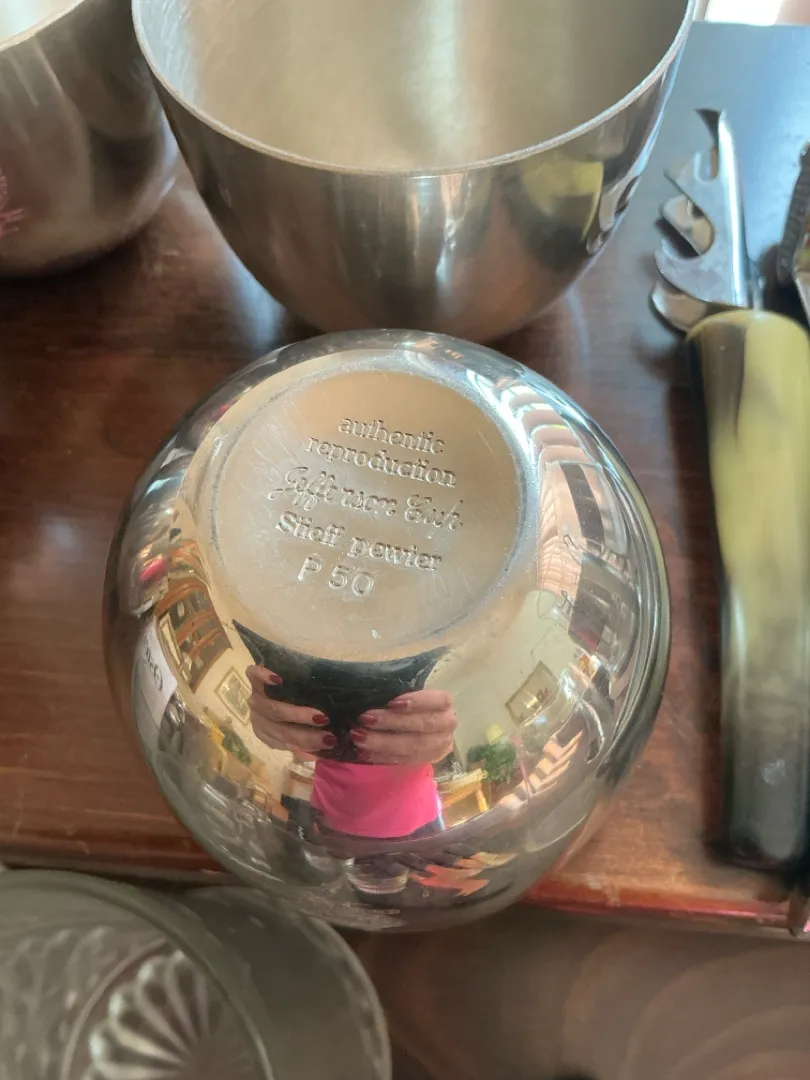 authentic
reproduction
Jefferson Cup
Stieff pewter
P 50